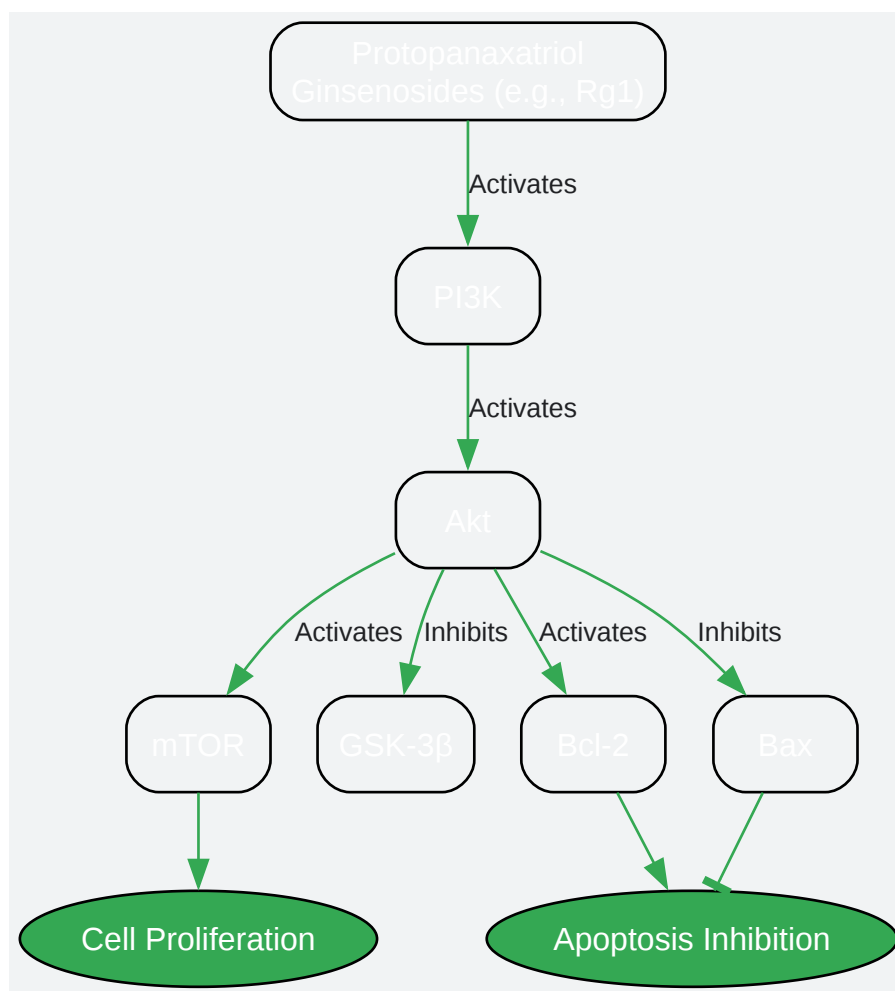 Protopanaxatriol
Ginsenosides (e.g., Rg1)
Activates
PI3K
Activates
Akt
Activates
Inhibits
Activates
Inhibits
mTOR
GSK-3β
Bcl-2
Bax
Cell Proliferation
Apoptosis Inhibition